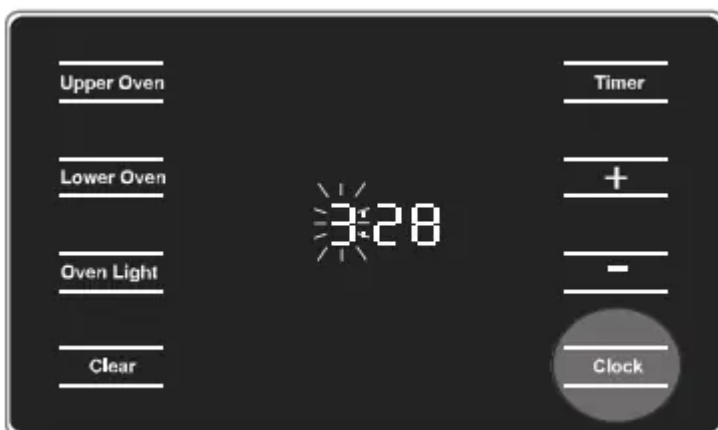 Upper Oven
Lower Oven
Oven Light
Clear
3:28
Timer
+
-
Clock